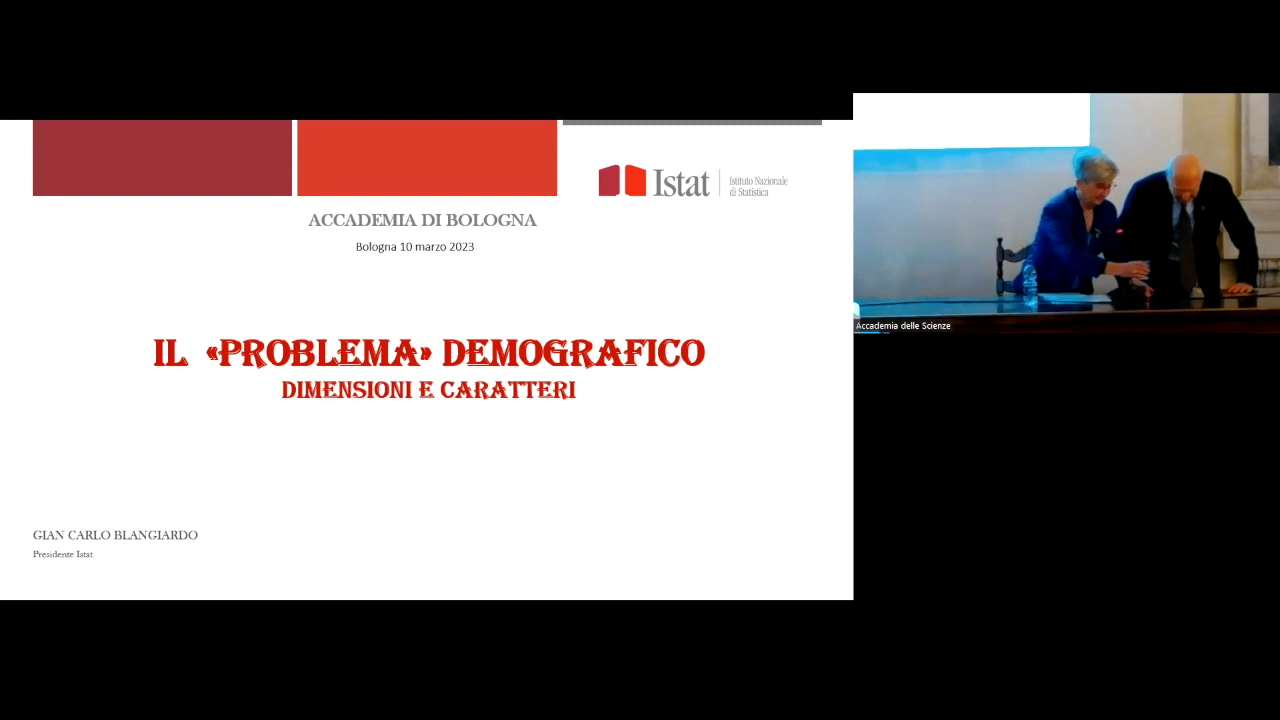 Istat
Istituto Nazionale
di Statistica
ACCADEMIA DI BOLOGNA
Bologna 10 marzo 2023
IL «PROBLEMA» DEMOGRAFICO
DIMENSIONI E CARATTERI
GIAN CARLO BLANGIARDO
Presidente Istat
Accademia delle Scienze